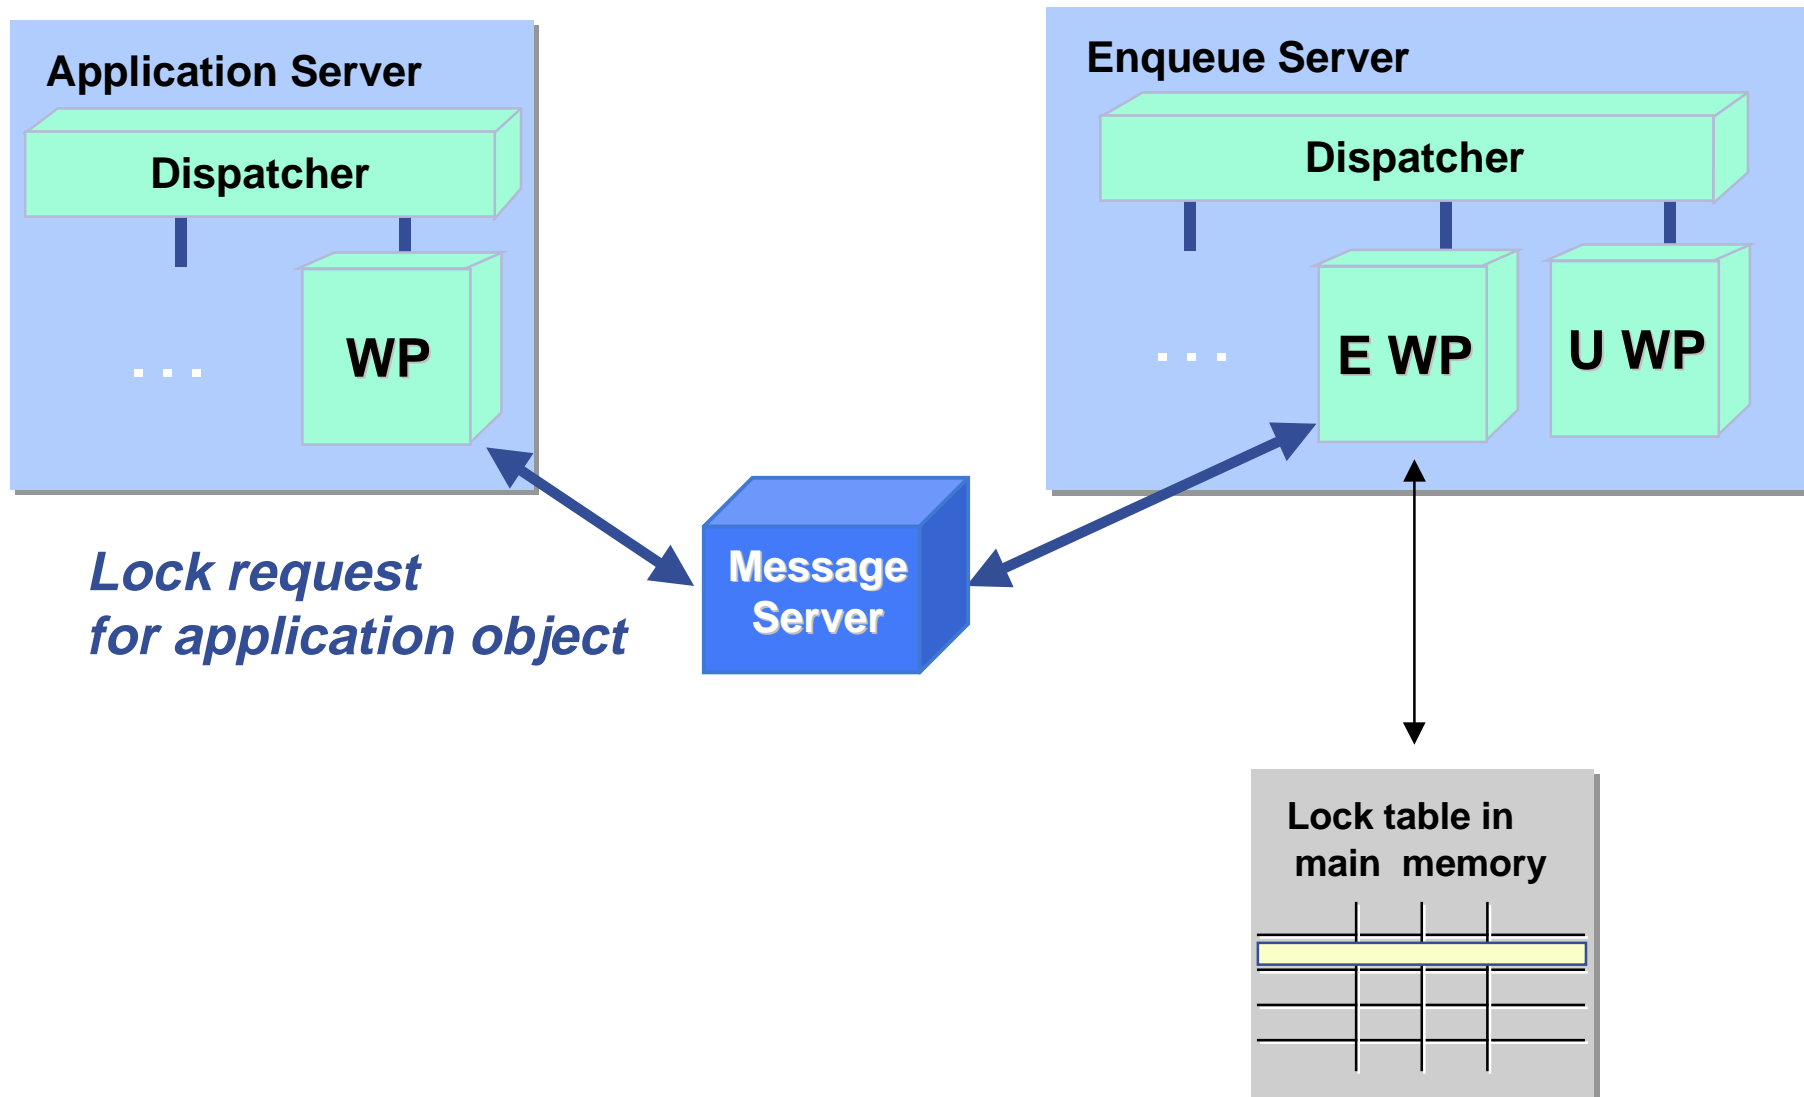 Application Server
Dispatcher
. . .
WP
Enqueue Server
Dispatcher
. . .
E WP
U WP
Lock request
for application object
Message
Server
Lock table in
main memory